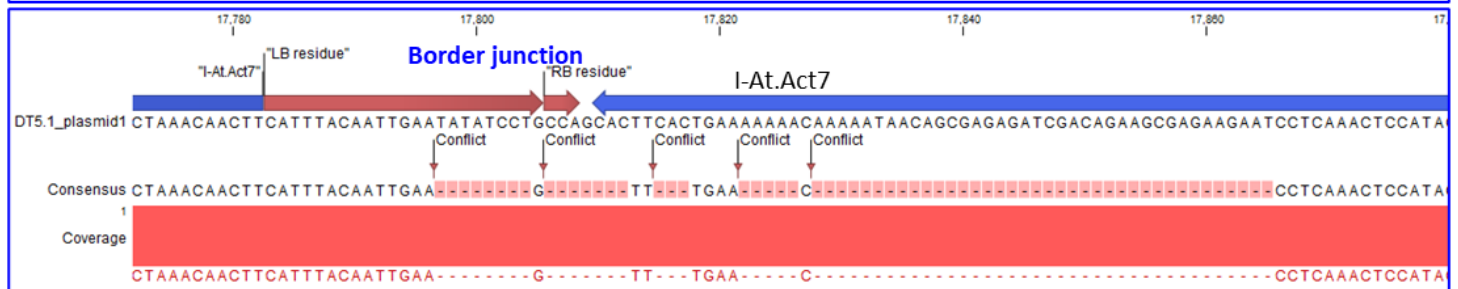 17,780 17,800 17,820 17,840 17,860 17,
"LB residue" Border junction
"I-At.Act7" "RB residue" I-At.Act7
DT5.1_plasmid1 CTAAACAACTTCATTTACAATTGAATATATCCTGCCAGCACTTCACTGAAAAAAACAAAAATAACAGCGAGAGATCGACAGAAGCGAGAAGAATCCTCAAACTCCATA
Conflict Conflict Conflict Conflict Conflict
Consensus CTAAACAACTTCATTTACAATTGAA--------G-------TT---TGAA-----C--------------------------------------CCTCAAACTCCATA
1
Coverage
CTAAACAACTTCATTTACAATTGAA--------G-------TT---TGAA-----C--------------------------------------CCTCAAACTCCATA